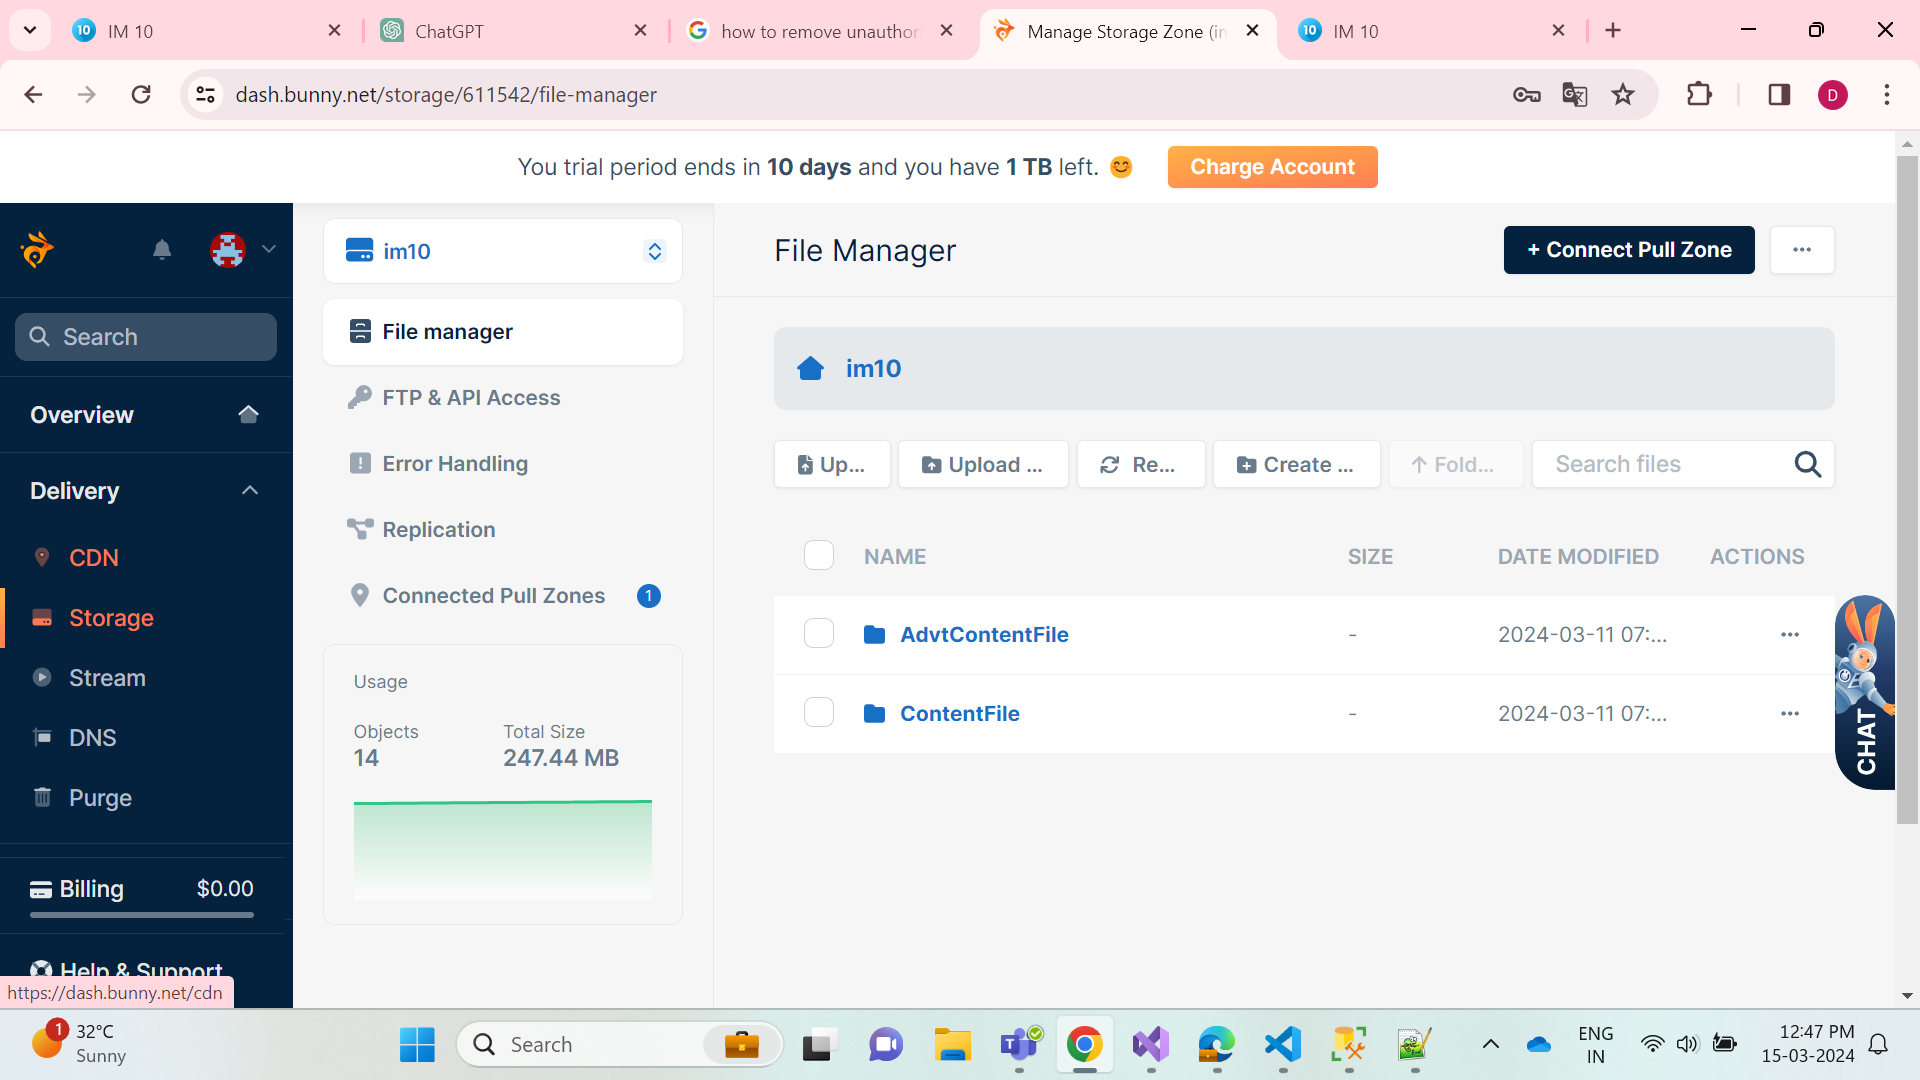 IM 10
ChatGPT
how to remove unauthor
Manage Storage Zone (in
IM 10
dash.bunny.net/storage/611542/file-manager
D
You trial period ends in 10 days and you have 1 TB left. 😊
Charge Account
im10
File Manager
+ Connect Pull Zone
Search
File manager
im10
FTP & API Access
Overview
Error Handling
Up...
Upload ...
Re...
Create ...
Fold...
Search files
Delivery
Replication
CDN
NAME
SIZE
DATE MODIFIED
ACTIONS
Connected Pull Zones
1
Storage
AdvtContentFile
-
2024-03-11 07:...
Stream
Usage
ContentFile
-
2024-03-11 07:...
DNS
Objects
Total Size
14
247.44 MB
CHAT
Purge
Billing
$0.00
Help & Support
https://dash.bunny.net/cdn
1
32°C
Sunny
Search
ENG
IN
12:47 PM
15-03-2024